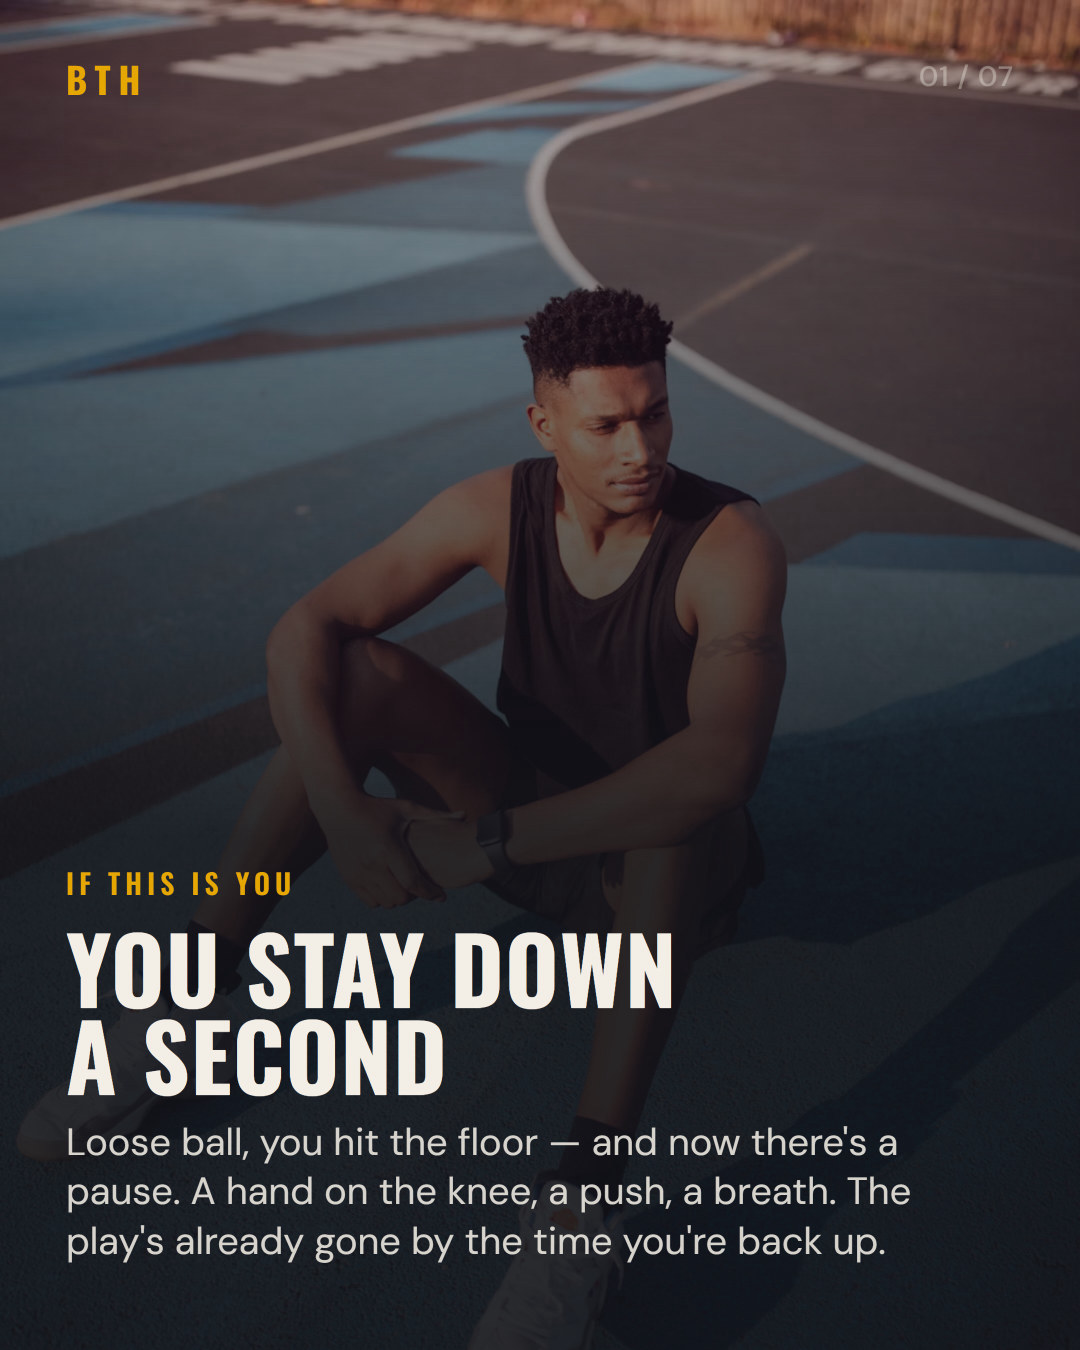 BTH
01 / 07
IF THIS IS YOU
YOU STAY DOWN
A SECOND
Loose ball, you hit the floor — and now there's a
pause. A hand on the knee, a push, a breath. The
play's already gone by the time you're back up.